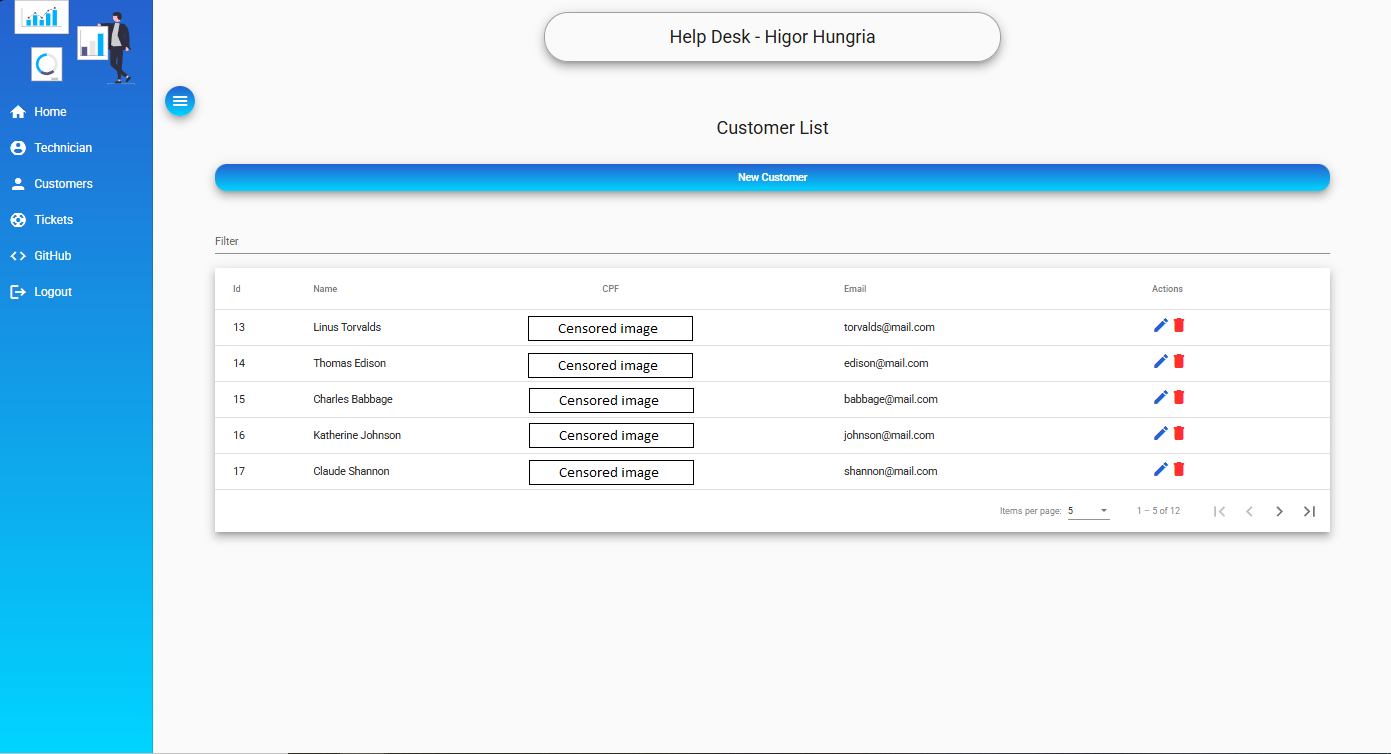 Help Desk - Higor Hungria
Home
Technician
Customers
Tickets
GitHub
Logout
Customer List
New Customer
Filter
Id Name CPF Email Actions
13 Linus Torvalds Censored image torvalds@mail.com
14 Thomas Edison Censored image edison@mail.com
15 Charles Babbage Censored image babbage@mail.com
16 Katherine Johnson Censored image johnson@mail.com
17 Claude Shannon Censored image shannon@mail.com
Items per page: 5 1 – 5 of 12